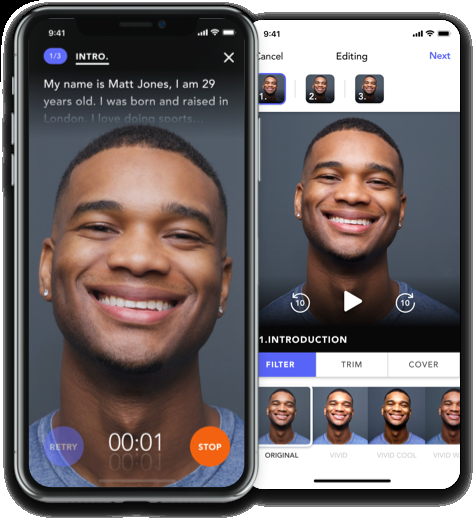 9:41
1/3 INTRO.
My name is Matt Jones, I am 29
years old. I was born and raised in
London. I love doing sports...
RETRY
00:01
STOP
9:41
Cancel Editing Next
1. 2. 3.
10 10
1.INTRODUCTION
FILTER TRIM COVER
ORIGINAL VIVID VIVID COOL VIVID